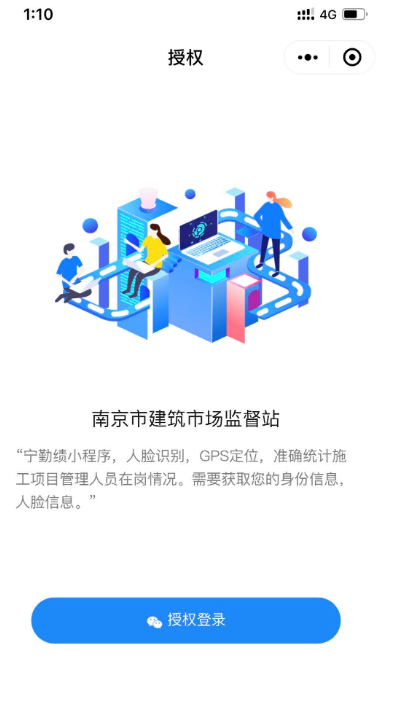 1:10
4G
授权
南京市建筑市场监督站
“宁勤绩小程序，人脸识别，GPS定位，准确统计施
工项目管理人员在岗情况。需要获取您的身份信息，
人脸信息。”
授权登录